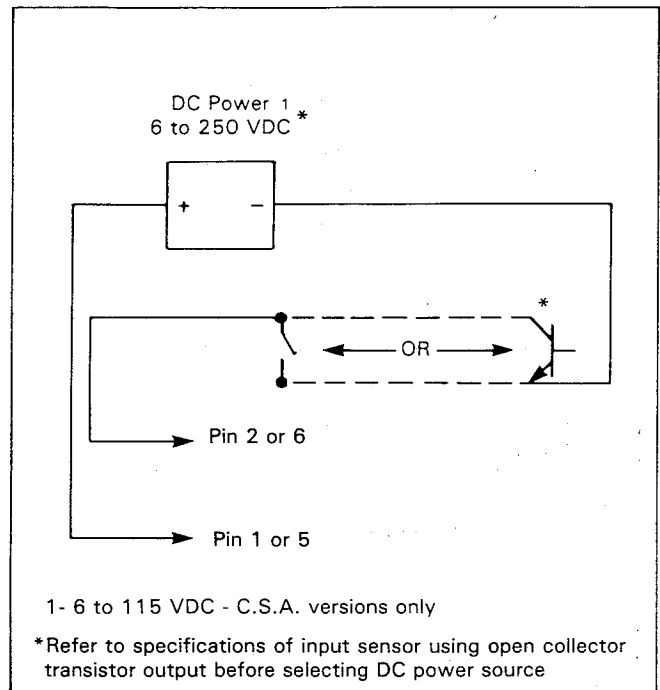 DC Power 1
6 to 250 VDC*
+ -
*
OR
Pin 2 or 6
Pin 1 or 5
1- 6 to 115 VDC - C.S.A. versions only
*Refer to specifications of input sensor using open collector
transistor output before selecting DC power source